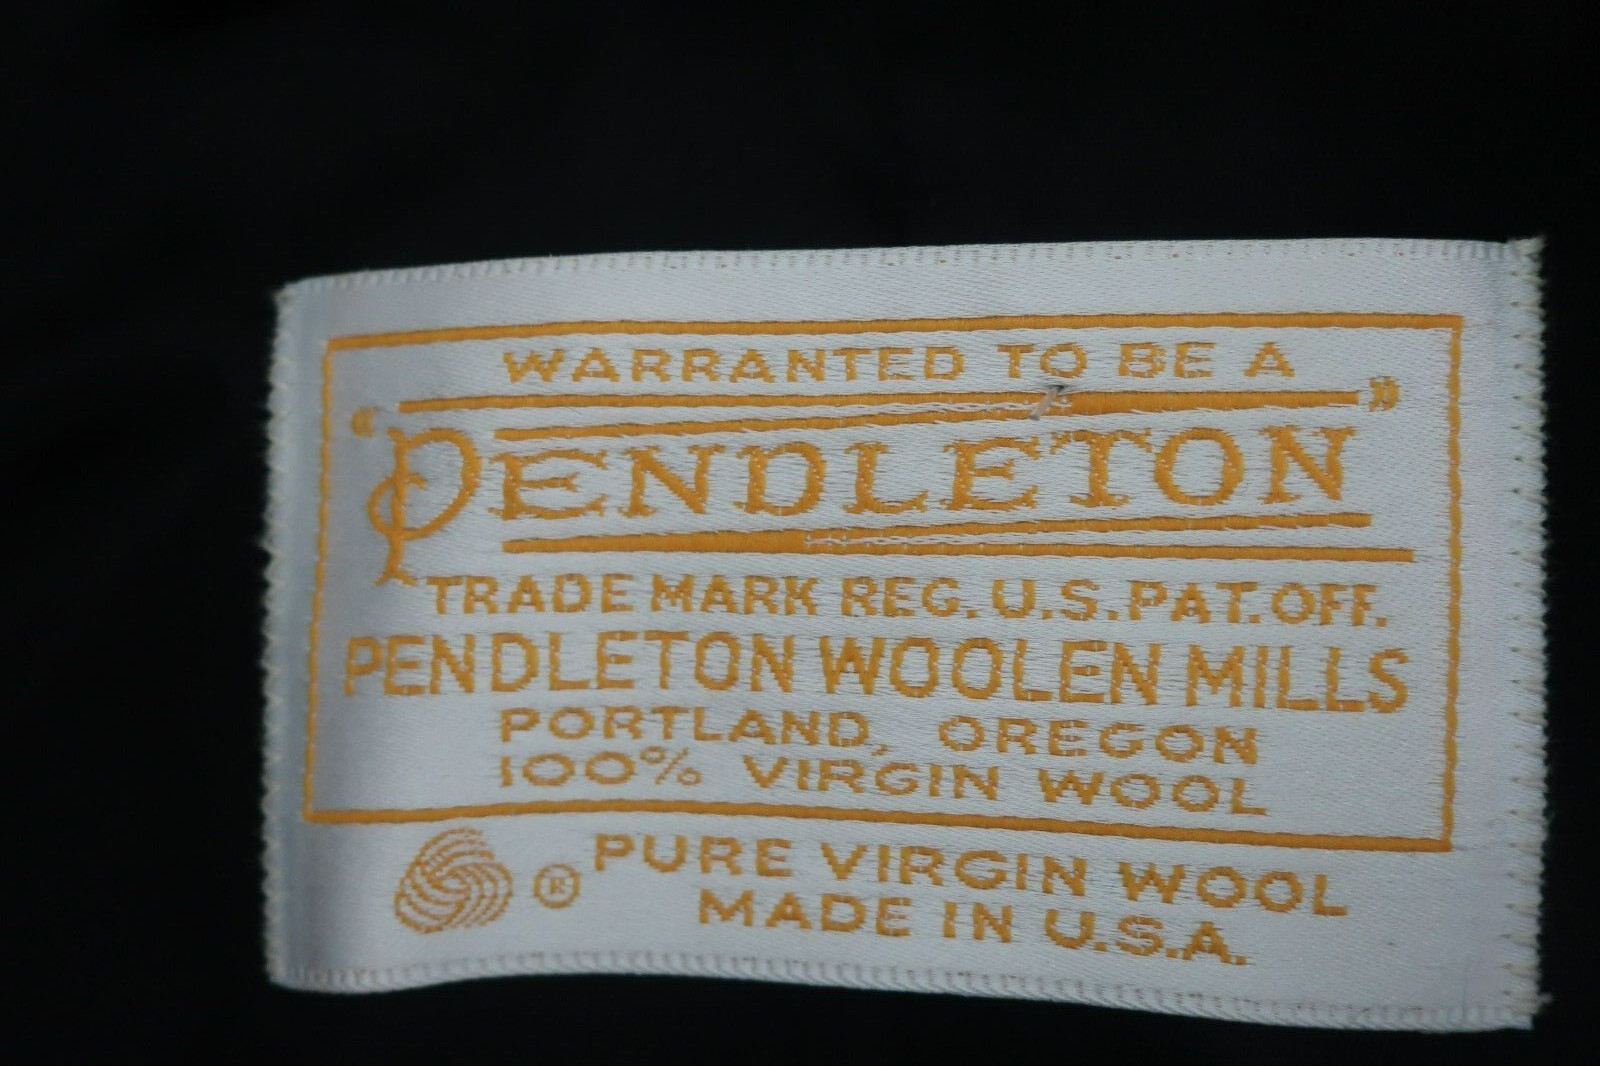 WARRANTED TO BE A
"PENDLETON"
TRADE MARK REG. U.S. PAT. OFF.
PENDLETON WOOLEN MILLS
PORTLAND, OREGON
100% VIRGIN WOOL
® PURE VIRGIN WOOL
MADE IN U.S.A.